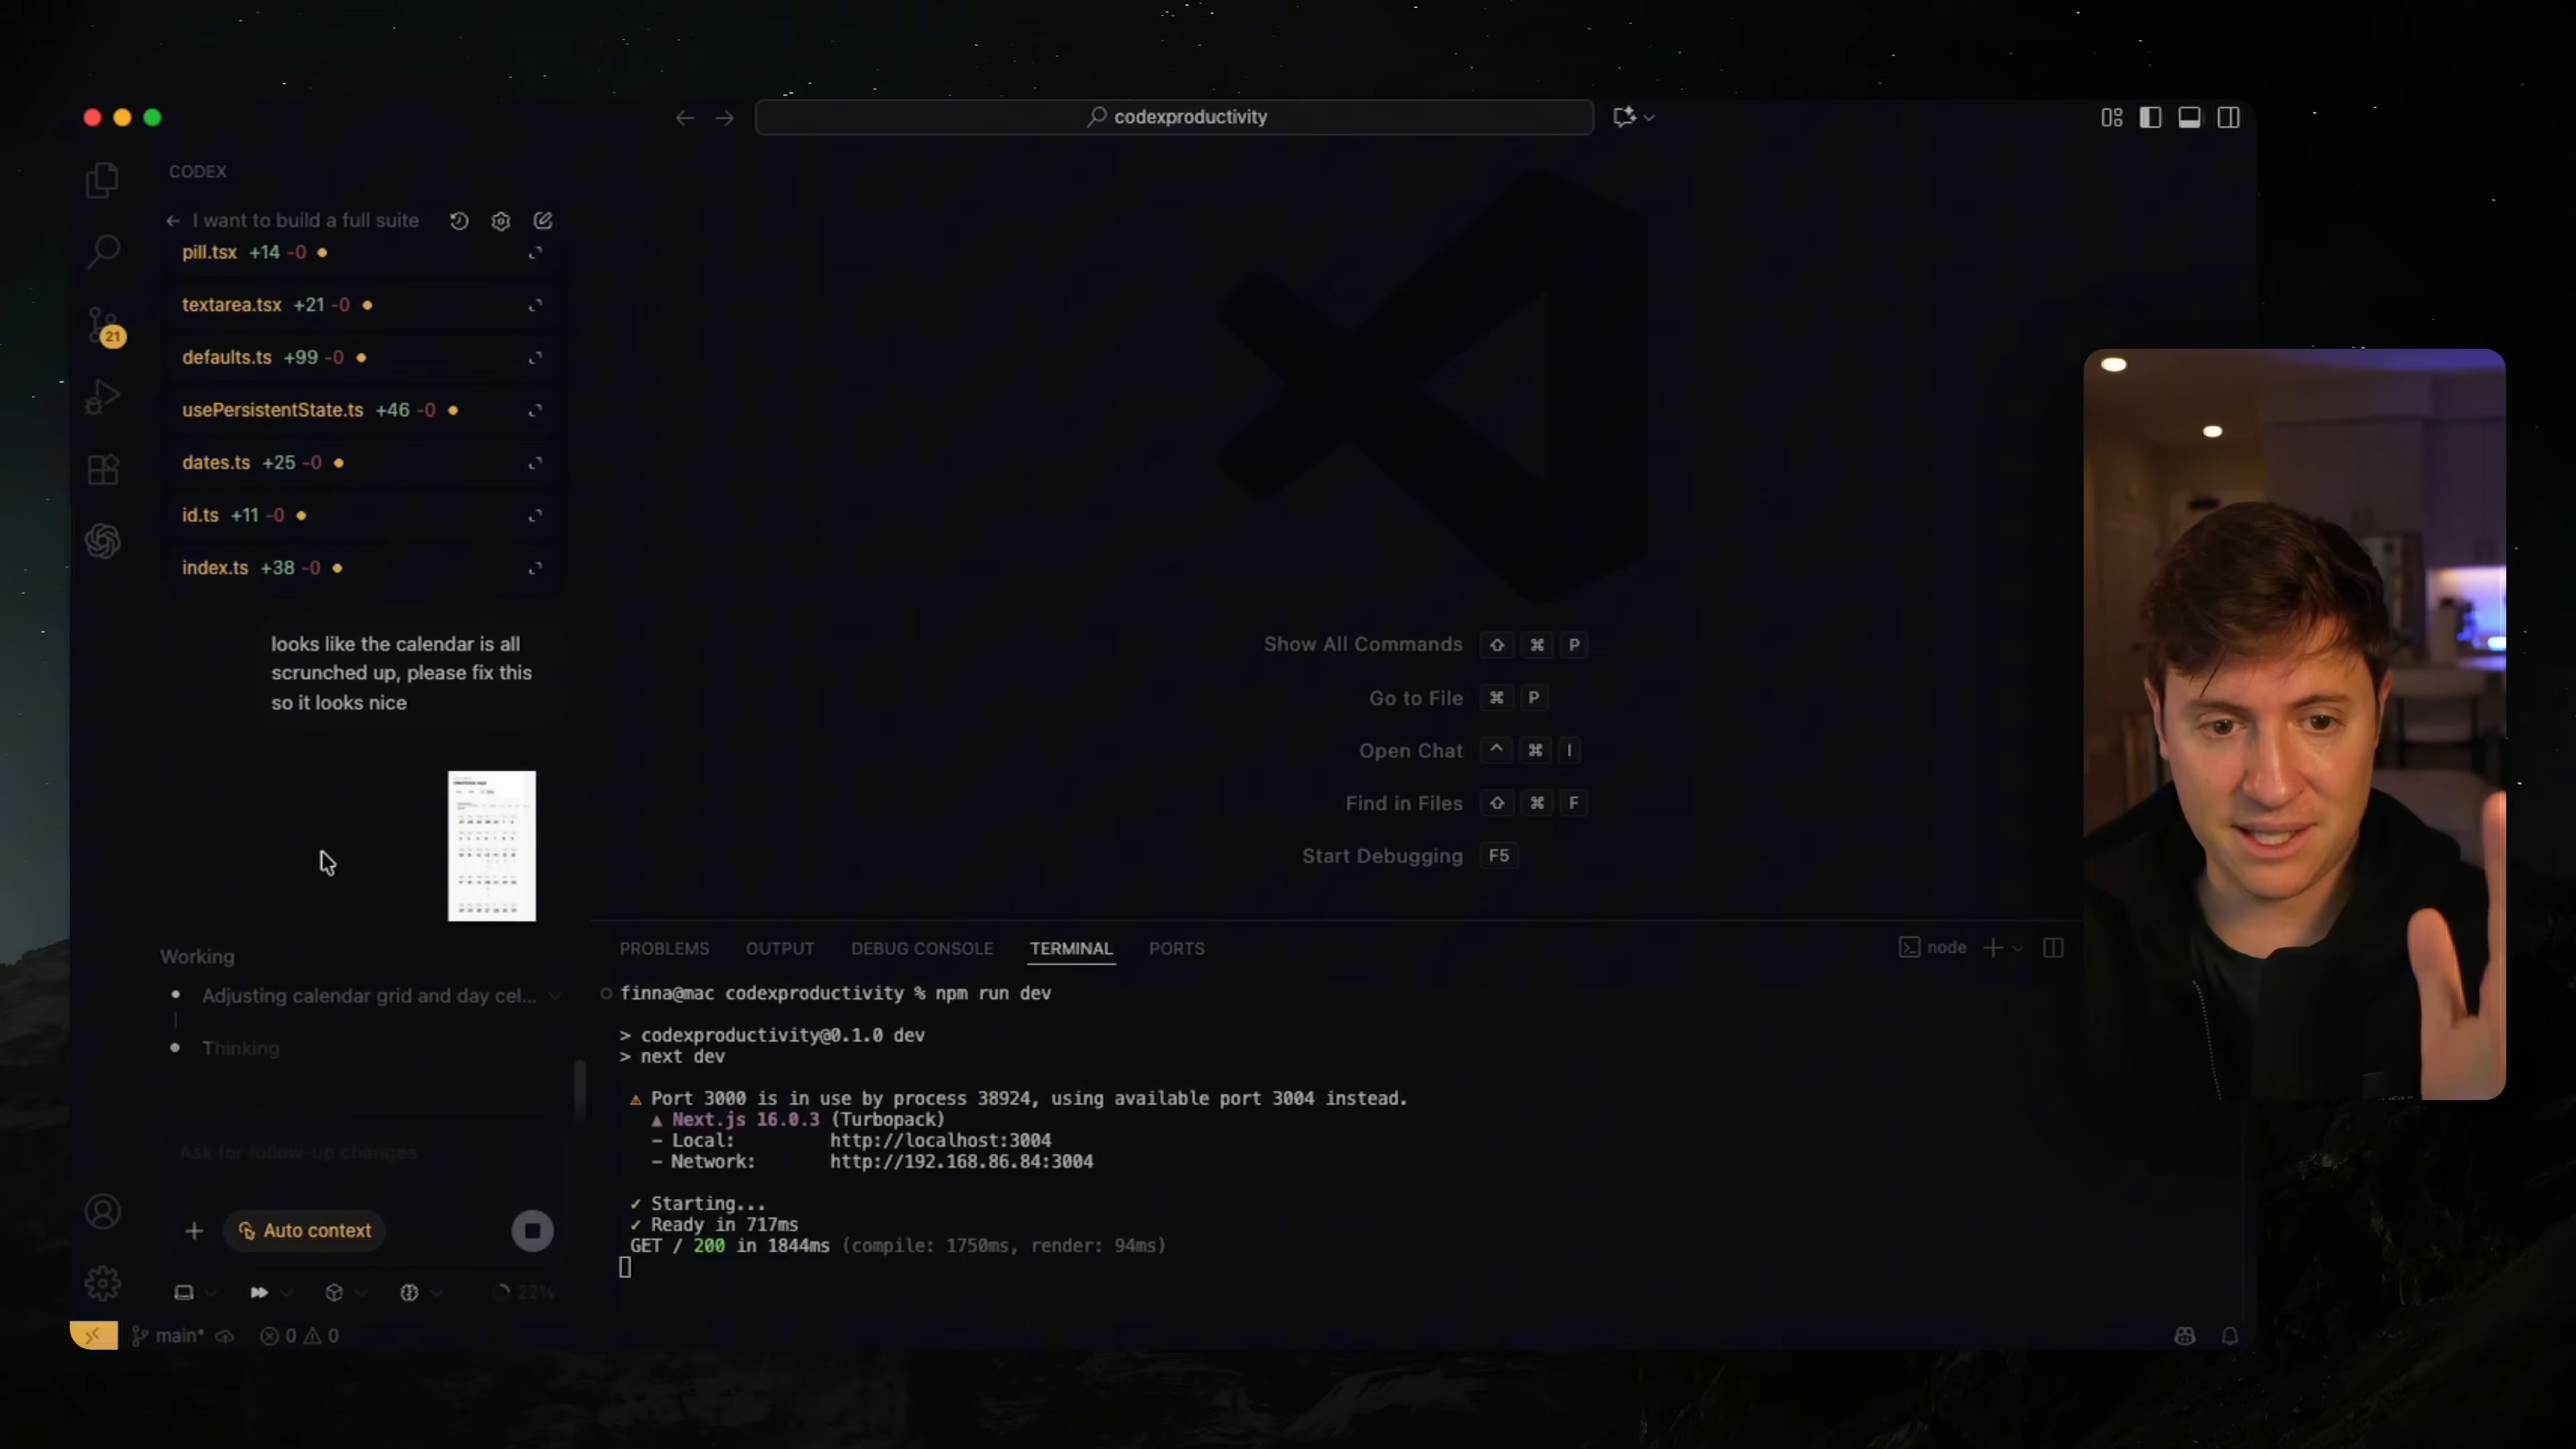 codexproductivity
CODEX
I want to build a full suite
pill.tsx +14 -0
textarea.tsx +21 -0
defaults.ts +99 -0
usePersistentState.ts +46 -0
dates.ts +25 -0
id.ts +11 -0
index.ts +38 -0
21
looks like the calendar is all
scrunched up, please fix this
so it looks nice
Working
Adjusting calendar grid and day cel...
Thinking
Ask for follow-up changes
Auto context
22%
main*
0
0
Show All Commands ⇧ ⌘ P
Go to File ⌘ P
Open Chat ^ ⌘ I
Find in Files ⇧ ⌘ F
Start Debugging F5
PROBLEMS OUTPUT DEBUG CONSOLE TERMINAL PORTS
node
finna@mac codexproductivity % npm run dev
> codexproductivity@0.1.0 dev
> next dev
⚠ Port 3000 is in use by process 38924, using available port 3004 instead.
▲ Next.js 16.0.3 (Turbopack)
- Local: http://localhost:3004
- Network: http://192.168.86.84:3004
✓ Starting...
✓ Ready in 717ms
GET / 200 in 1844ms (compile: 1750ms, render: 94ms)